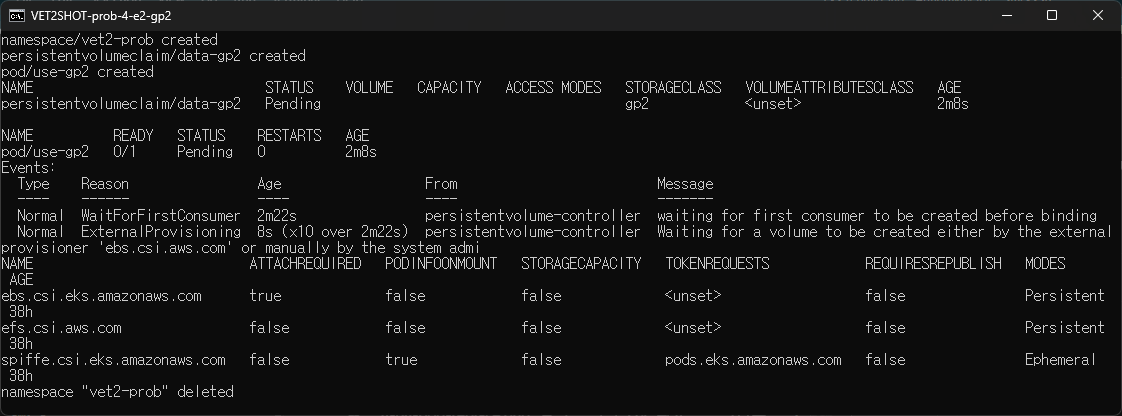 VET2SHOT-prob-4-e2-gp2
namespace/vet2-prob created
persistentvolumeclaim/data-gp2 created
pod/use-gp2 created
NAME                             STATUS    VOLUME   CAPACITY   ACCESS MODES   STORAGECLASS   VOLUMEATTRIBUTESCLASS   AGE
persistentvolumeclaim/data-gp2   Pending                                      gp2            <unset>                 2m8s

NAME          READY   STATUS    RESTARTS   AGE
pod/use-gp2   0/1     Pending   0          2m8s
Events:
  Type    Reason                Age                  From                         Message
  ----    ------                ----                 ----                         -------
  Normal  WaitForFirstConsumer  2m22s                persistentvolume-controller  waiting for first consumer to be created before binding
  Normal  ExternalProvisioning  8s (x10 over 2m22s)  persistentvolume-controller  Waiting for a volume to be created either by the external
provisioner 'ebs.csi.aws.com' or manually by the system admi
NAME                           ATTACHREQUIRED   PODINFOONMOUNT   STORAGECAPACITY   TOKENREQUESTS            REQUIRESREPUBLISH   MODES
 AGE
ebs.csi.eks.amazonaws.com      true             false            false             <unset>                  false               Persistent
 38h
efs.csi.aws.com                false            false            false             <unset>                  false               Persistent
 38h
spiffe.csi.eks.amazonaws.com   false            true             false             pods.eks.amazonaws.com   false               Ephemeral
 38h
namespace "vet2-prob" deleted